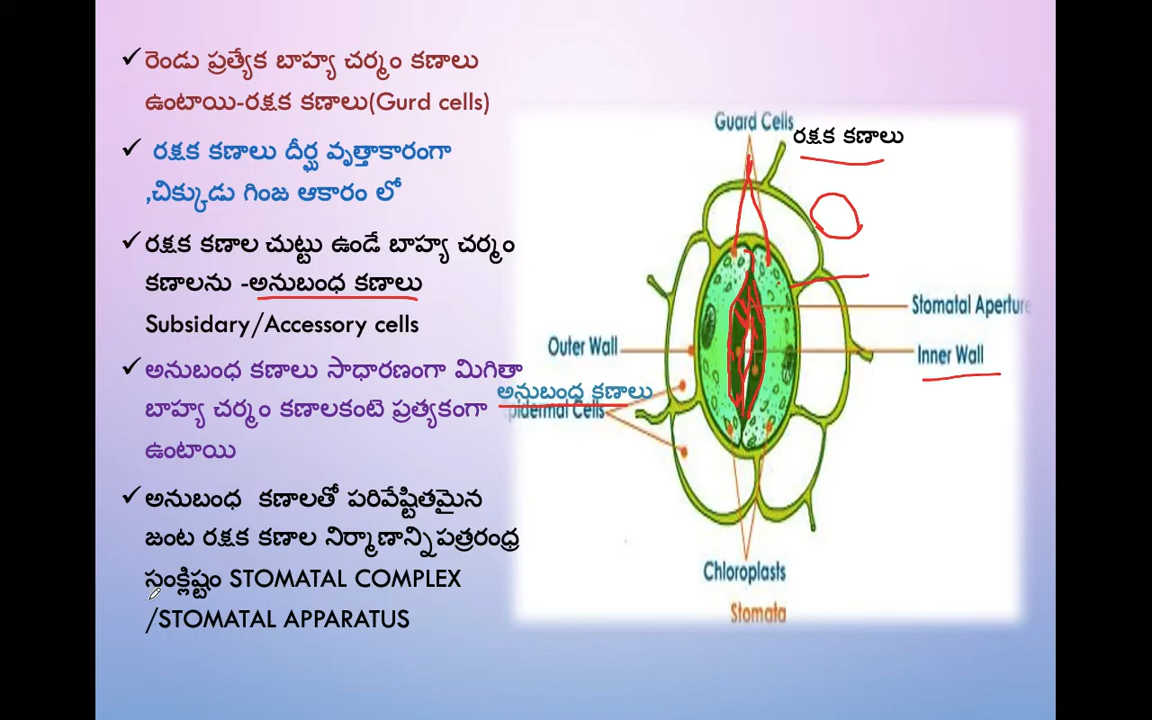 రెండు ప్రత్యేక బాహ్య చర్మం కణాలు
ఉంటాయి-రక్షక కణాలు(Gurd cells)
రక్షక కణాలు దీర్ఘ వృత్తాకారంగా
,చిక్కుడు గింజ ఆకారం లో
రక్షక కణాల చుట్టు ఉండే బాహ్య చర్మం
కణాలను -అనుబంధ కణాలు
Subsidary/Accessory cells
అనుబంధ కణాలు సాధారణంగా మిగితా
బాహ్య చర్మం కణాలకంటె ప్రత్యకంగా
ఉంటాయి
అనుబంధ కణాలతో పరివేష్టితమైన
జంట రక్షక కణాల నిర్మాణాన్ని పత్రరంధ్ర
సంక్లిష్టం STOMATAL COMPLEX
/STOMATAL APPARATUS
Guard Cells
రక్షక కణాలు
Stomatal Aperture
Outer Wall
Inner Wall
అనుబంధ కణాలు
Epidermal Cells
Chloroplasts
Stomata